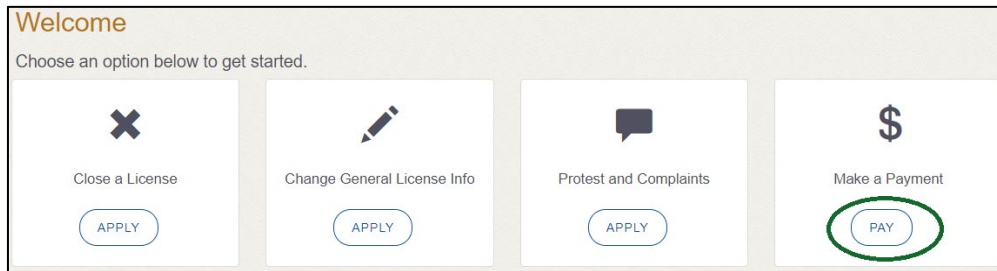 Welcome
Choose an option below to get started.
Close a License
Change General License Info
Protest and Complaints
$
Make a Payment
APPLY
APPLY
APPLY
PAY